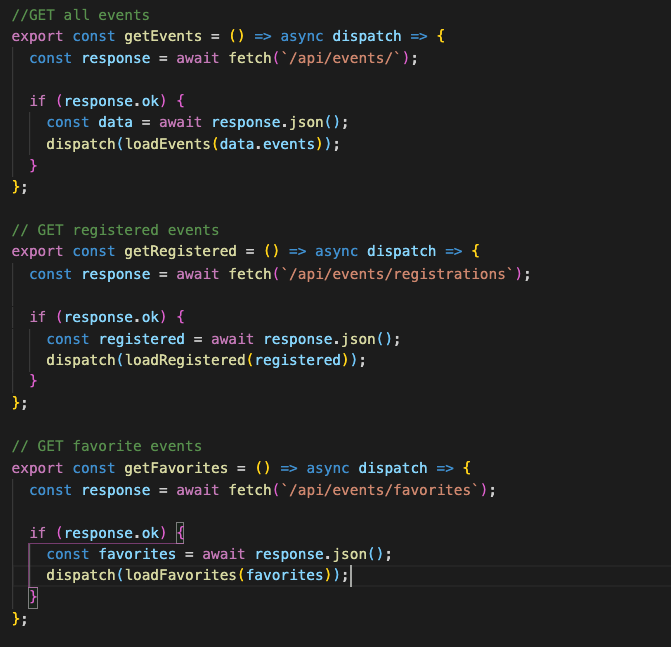 //GET all events
export const getEvents = () => async dispatch => {
  const response = await fetch(`/api/events/`);

  if (response.ok) {
    const data = await response.json();
    dispatch(loadEvents(data.events));
  }
};

// GET registered events
export const getRegistered = () => async dispatch => {
  const response = await fetch(`/api/events/registrations`);

  if (response.ok) {
    const registered = await response.json();
    dispatch(loadRegistered(registered));
  }
};

// GET favorite events
export const getFavorites = () => async dispatch => {
  const response = await fetch(`/api/events/favorites`);

  if (response.ok) {
    const favorites = await response.json();
    dispatch(loadFavorites(favorites));
  }
};